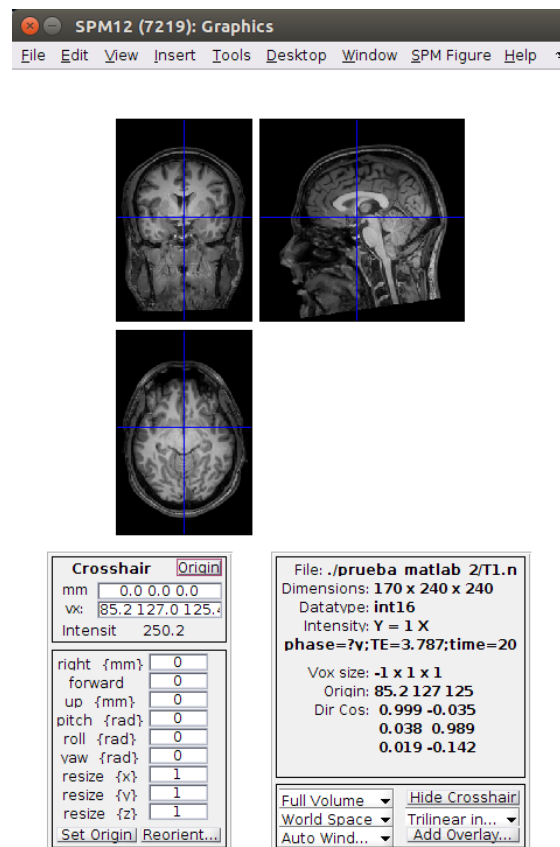 SPM12 (7219): Graphics
File Edit View Insert Tools Desktop Window SPM Figure Help
Crosshair Origin
mm 0.0 0.0 0.0
vx: 85.2 127.0 125.4
Intensit 250.2
right {mm} 0
forward 0
up {mm} 0
pitch {rad} 0
roll {rad} 0
yaw {rad} 0
resize {x} 1
resize {y} 1
resize {z} 1
Set Origin Reorient...
File: ./prueba matlab 2/T1.n
Dimensions: 170 x 240 x 240
Datatype: int16
Intensity: Y = 1 X
phase=?y;TE=3.787;time=20
Vox size: -1 x 1 x 1
Origin: 85.2 127 125
Dir Cos: 0.999 -0.035
0.038 0.989
0.019 -0.142
Full Volume Hide Crosshair
World Space Trilinear in...
Auto Wind... Add Overlay...